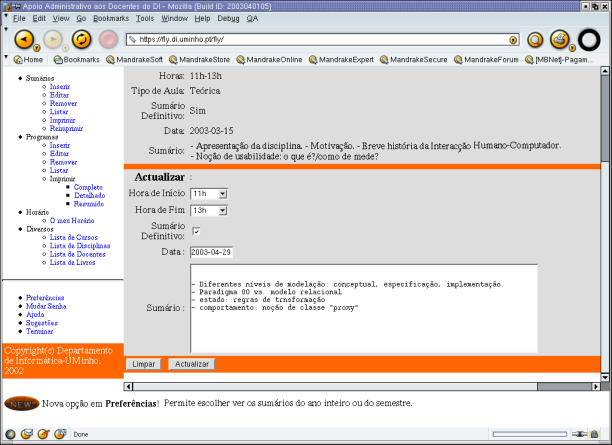 Apoio Administrativo aos Docentes do DI - Mozilla {Build ID: 2003040105}
File Edit View Go Bookmarks Tools Window Help Debug QA
https://fly.di.uminho.pt/fly/
Home Bookmarks MandrakeSoft MandrakeStore MandrakeOnline MandrakeExpert MandrakeSecure MandrakeForum [MBNet]-Pagam...
Sumários
Inserir
Editar
Remover
Listar
Imprimir
Reimprimir
Programas
Inserir
Editar
Remover
Listar
Imprimir
Completo
Detalhado
Resumido
Horário
O meu Horário
Diversos
Lista de Cursos
Lista de Disciplinas
Lista de Docentes
Lista de Livros
Preferências
Mudar Senha
Ajuda
Sugestões
Terminar
Copyright(c) Departamento
de Informática-UMinho,
2002
Horas: 11h-13h
Tipo de Aula: Teórica
Sumário
Definitivo: Sim
Data: 2003-03-15
Sumário: - Apresentação da disciplina. - Motivação. - Breve história da Interacção Humano-Computador.
- Noção de usabilidade: o que é?/como de mede?
Actualizar :
Hora de Início 11h
Hora de Fim 13h
Sumário
Definitivo:
Data : 2003-04-29
Sumário :
- Diferentes níveis de modelação: conceptual, especificação, implementação.
- Paradigma OO vs. modelo relacional
- estado: regras de trnsformação
- comportamento: noção de classe "proxy"
Limpar Actualizar
NEW Nova opção em Preferências! Permite escolher ver os sumários do ano inteiro ou do semestre.
Done